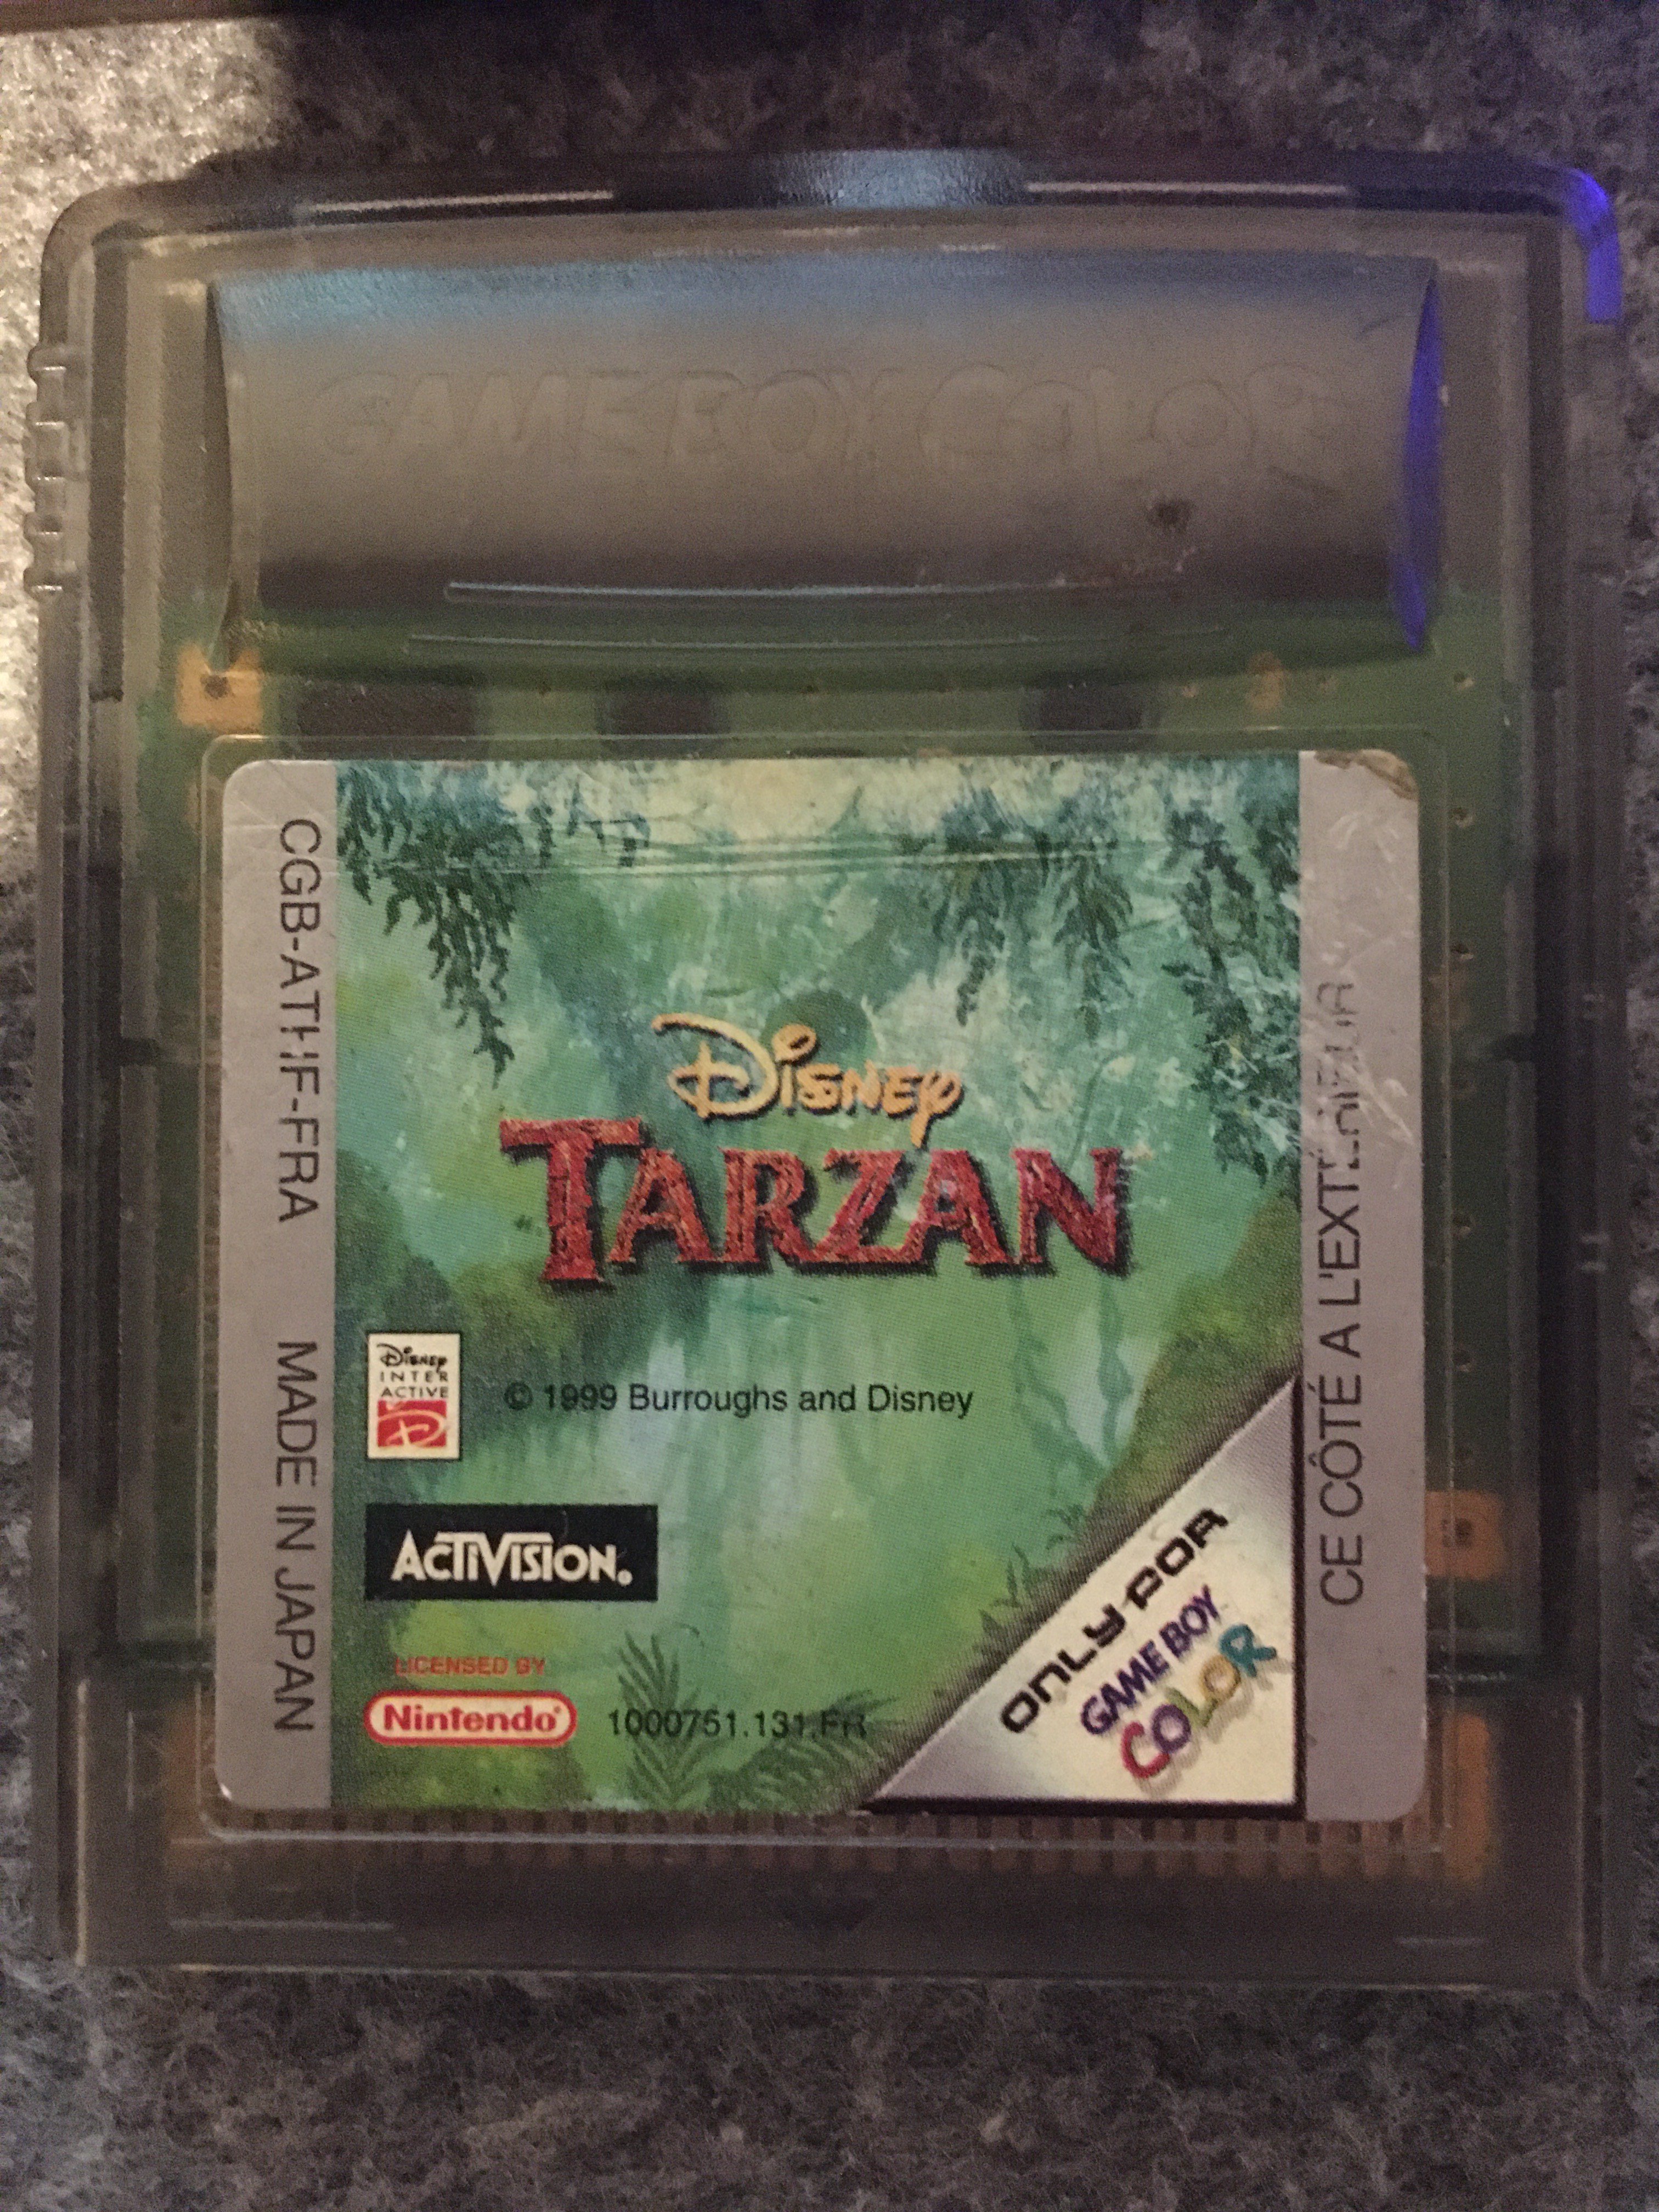 GAME BOY COLOR
CGB-ATHF-FRA MADE IN JAPAN
Disney
TARZAN
Disney
INTER
ACTIVE
© 1999 Burroughs and Disney
ACTIVISION.
LICENSED BY
Nintendo®
1000751.131.FR
ONLY FOR
GAME BOY
COLOR
CE CÔTÉ A L'EXTÉRIEUR